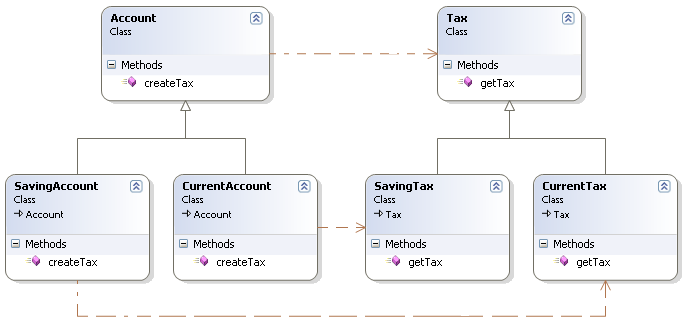 Account
Class
Methods
createTax
Tax
Class
Methods
getTax
SavingAccount
Class
Account
Methods
createTax
CurrentAccount
Class
Account
Methods
createTax
SavingTax
Class
Tax
Methods
getTax
CurrentTax
Class
Tax
Methods
getTax